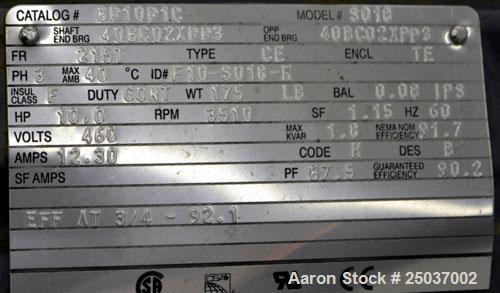 CATALOG # 8P10P1C MODEL # S018
SHAFT END BRG 40BC02XPP3 OPP END BRG 40BC02XPP3
FR 215T TYPE CE ENCL TE
PH 3 MAX AMB 40 °C ID# F10-S018-M
INSUL CLASS F DUTY CONT WT 175 LB BAL 0.08 IPS
HP 10.0 RPM 3510 SF 1.15 HZ 60
VOLTS 460 MAX KVAR 1.8 NEMA NOM EFFICIENCY 91.7
AMPS 12.30 CODE H DES B
SF AMPS PF 87.5 GUARANTEED EFFICIENCY 90.2
EFF AT 3/4 - 92.1
Aaron Stock # 25037002